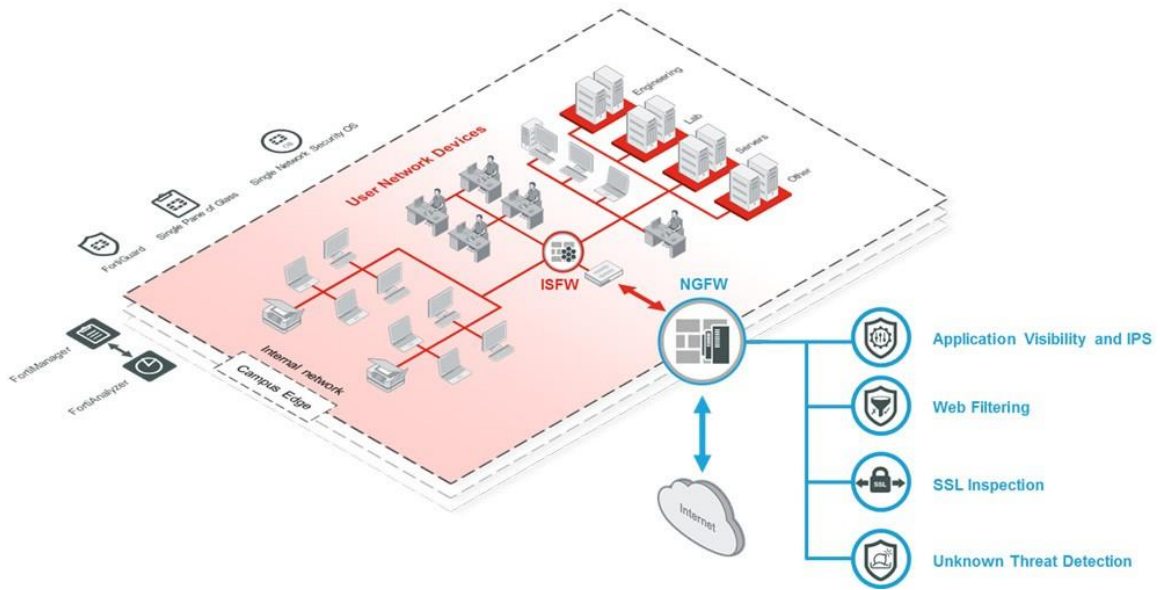 Engineering
Lab
Servers
Other
User Network Devices
OS
Single Network Security OS
Single Pane of Glass
FortiGuard
ISFW
NGFW
FortiManager
FortiAnalyzer
Internal network
Campus Edge
Internet
Application Visibility and IPS
Web Filtering
SSL
SSL Inspection
Unknown Threat Detection